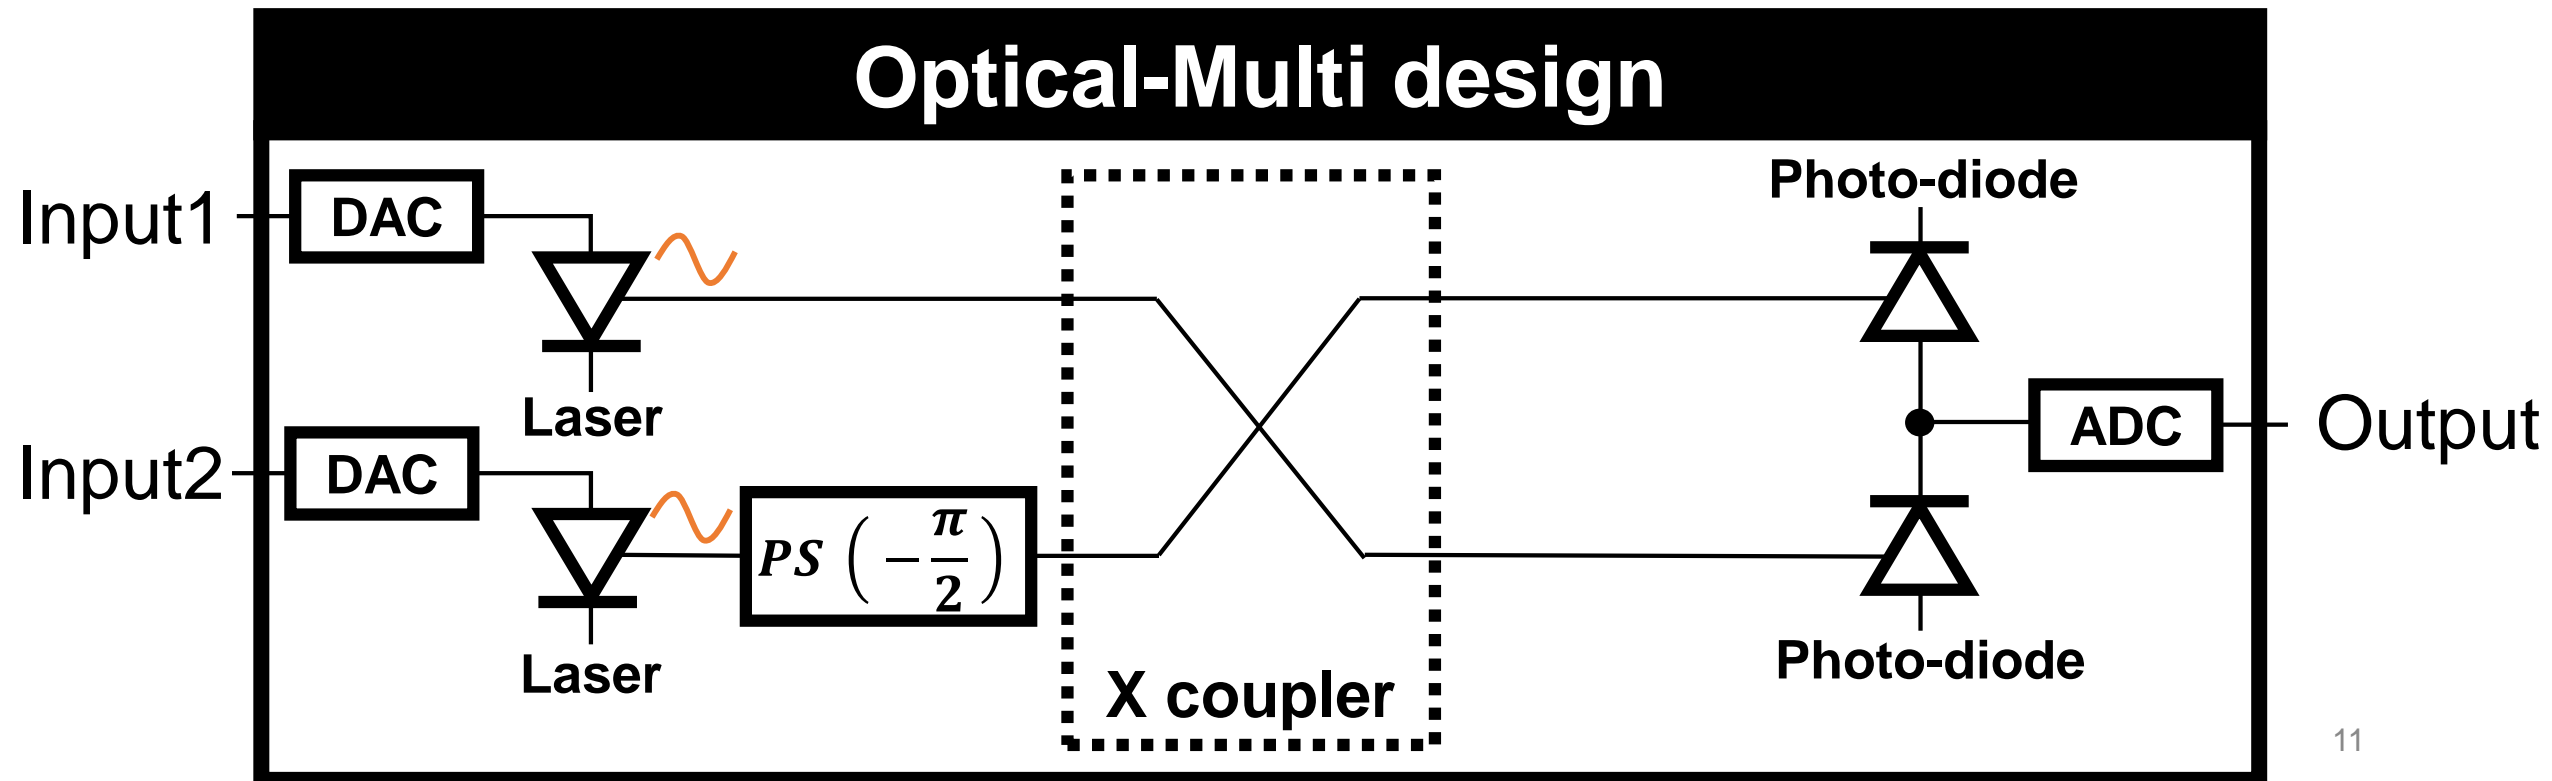 Optical-Multi design
Input1
DAC
Laser
Input2
DAC
Laser
PS (-π/2)
X coupler
Photo-diode
Photo-diode
ADC
Output
11